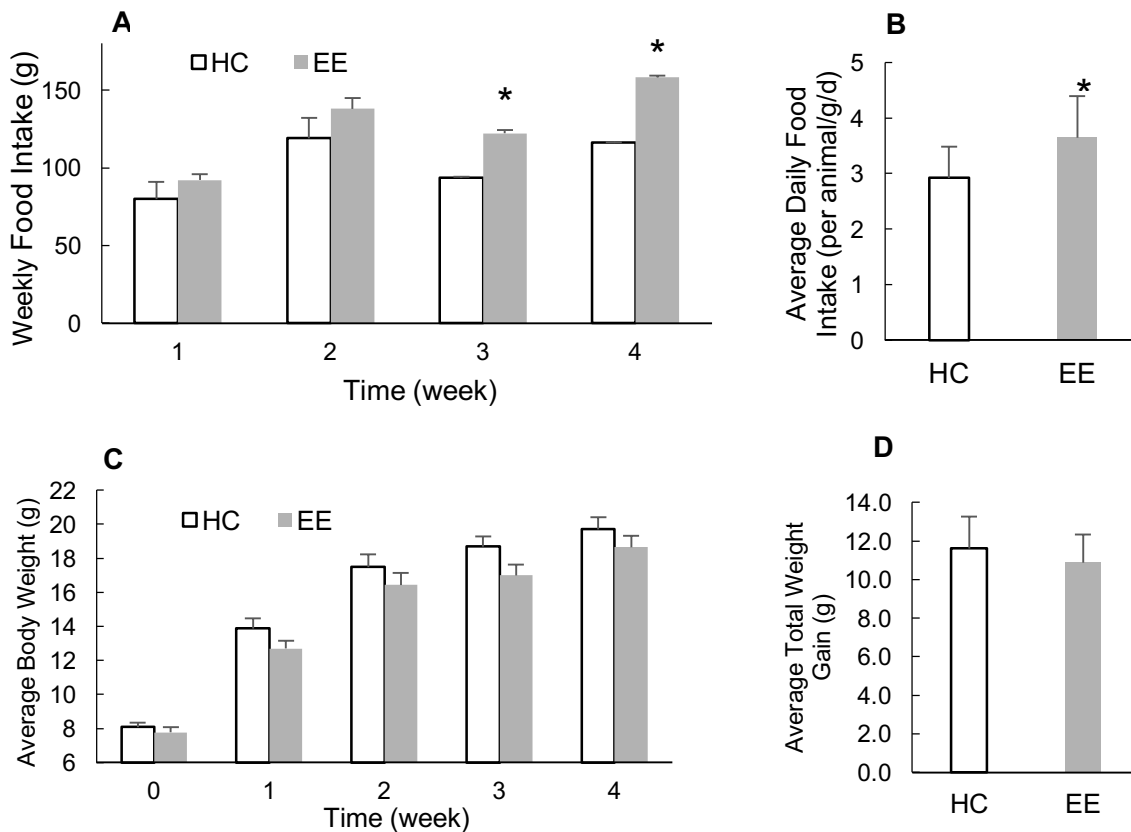 A
HC EE
Weekly Food Intake (g)
150
100
50
0
*
*
1 2 3 4
Time (week)
B
Average Daily Food
Intake (per animal/g/d)
5
4
3
2
1
0
*
HC EE
C
HC EE
Average Body Weight (g)
22
20
18
16
14
12
10
8
6
0 1 2 3 4
Time (week)
D
Average Total Weight
Gain (g)
14.0
12.0
10.0
8.0
6.0
4.0
2.0
0.0
HC EE